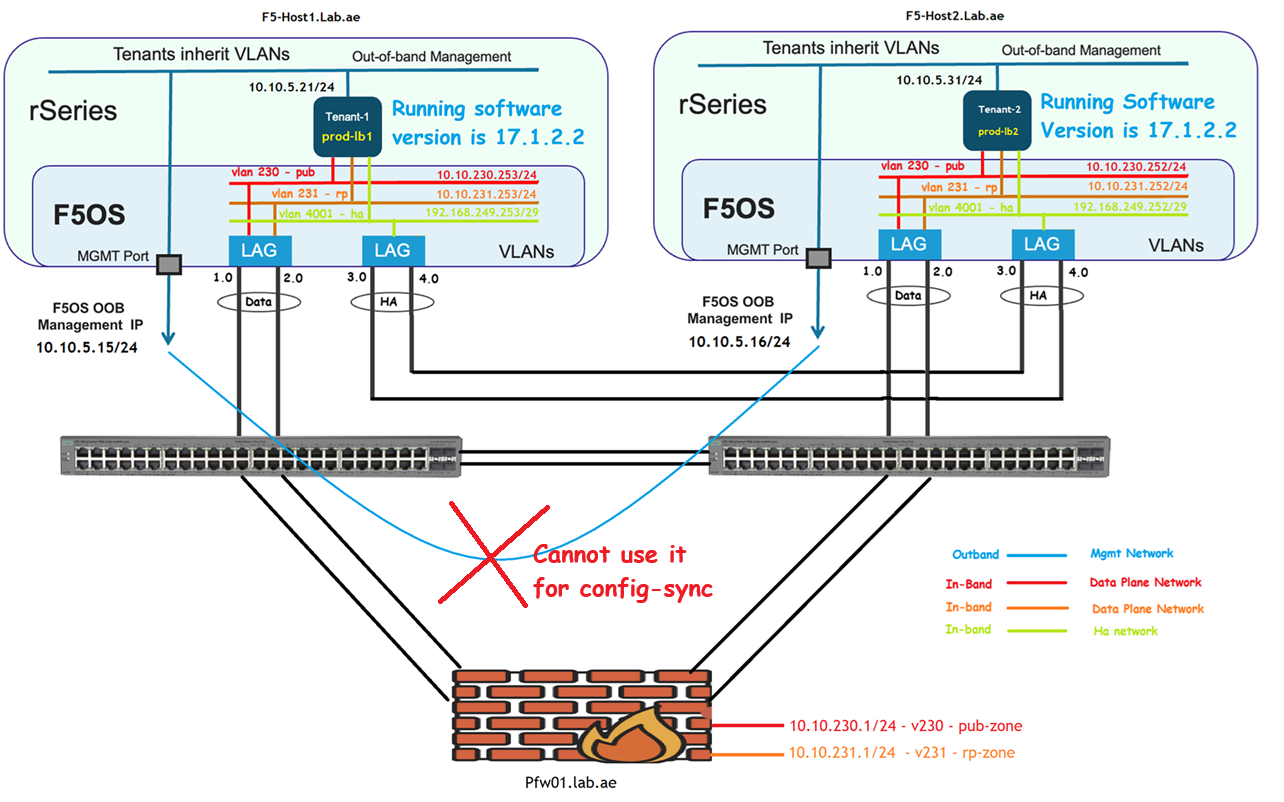 F5-Host1.Lab.ae
Tenants inherit VLANs
Out-of-band Management
10.10.5.21/24
rSeries
Tenant-1
prod-lb1
Running software
version is 17.1.2.2
vlan 230 - pub
10.10.230.253/24
vlan 231 - rp
10.10.231.253/24
vlan 4001 - ha
192.168.249.253/29
F5OS
LAG
LAG
MGMT Port
VLANs
1.0
2.0
3.0
4.0
Data
HA
F5OS OOB
Management IP
10.10.5.15/24
F5-Host2.Lab.ae
Tenants inherit VLANs
Out-of-band Management
10.10.5.31/24
rSeries
Tenant-2
prod-lb2
Running Software
Version is 17.1.2.2
vlan 230 - pub
10.10.230.252/24
vlan 231 - rp
10.10.231.252/24
vlan 4001 - ha
192.168.249.252/29
F5OS
LAG
LAG
MGMT Port
VLANs
1.0
2.0
3.0
4.0
Data
HA
F5OS OOB
Management IP
10.10.5.16/24
Cannot use it
for config-sync
Outband
Mgmt Network
In-Band
Data Plane Network
In-band
Data Plane Network
In-band
Ha network
10.10.230.1/24 - v230 - pub-zone
10.10.231.1/24 - v231 - rp-zone
Pfw01.lab.ae